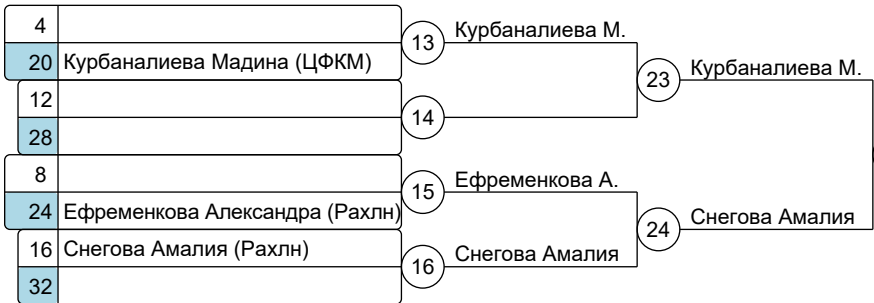 4
13
Курбаналиева М.
20 Курбаналиева Мадина (ЦФКМ)
23
Курбаналиева М.
12
14
28
8
15
Ефременкова А.
24 Ефременкова Александра (Рахлн)
24
Снегова Амалия
16 Снегова Амалия (Рахлн)
16
Снегова Амалия
32